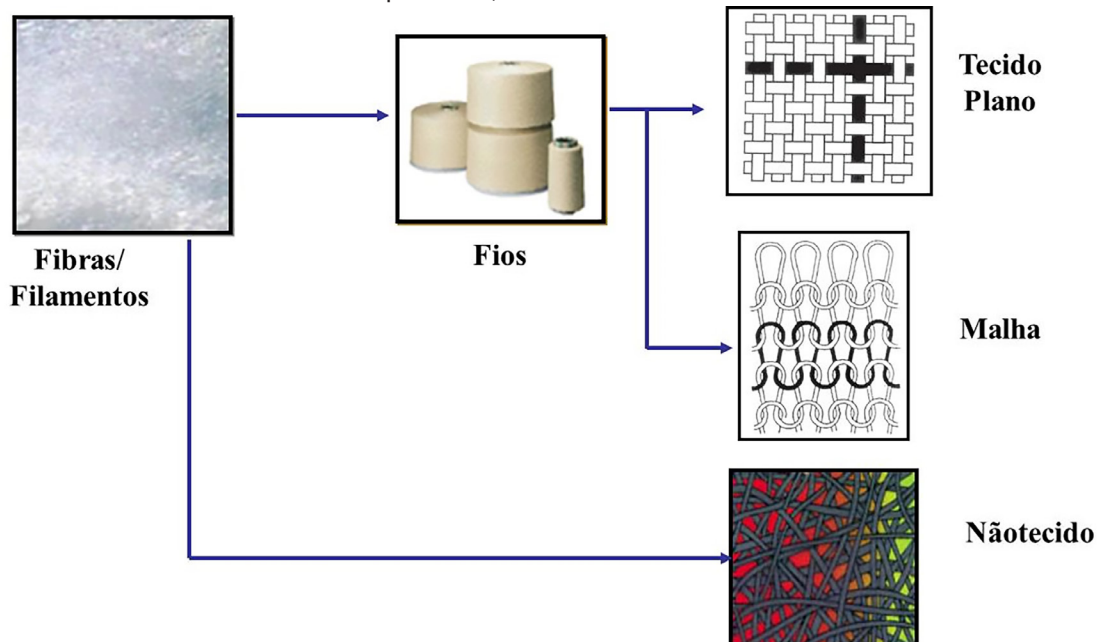 Tecido
Plano
Fibras/
Filamentos
Fios
Malha
Nãotecido